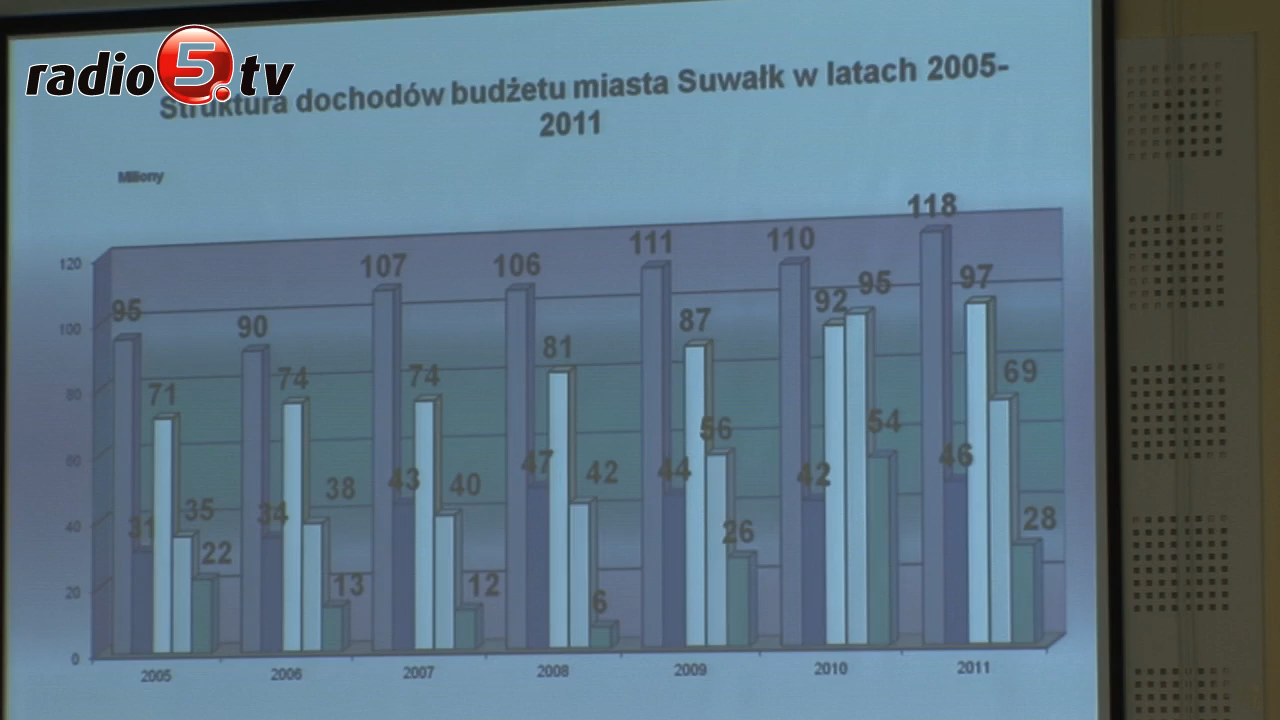 radio5.tv
Struktura dochodów budżetu miasta Suwałk w latach 2005-
2011
Miliony
118
107 106 111 110
120
95 90 97
100
92 95
87
81
80
71 74 74
69
60
56 54
47 44 42 46
43
40
31 34 35 38 40 42
22 26 28
20
13 12 6
0
2005 2006 2007 2008 2009 2010 2011